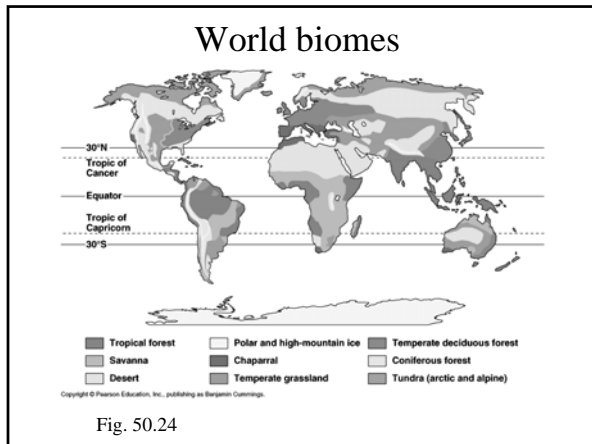 World biomes
30°N
Tropic of
Cancer
Equator
Tropic of
Capricorn
30°S
Tropical forest
Polar and high-mountain ice
Temperate deciduous forest
Savanna
Chaparral
Coniferous forest
Desert
Temperate grassland
Tundra (arctic and alpine)
Copyright © Pearson Education, Inc., publishing as Benjamin Cummings.
Fig. 50.24